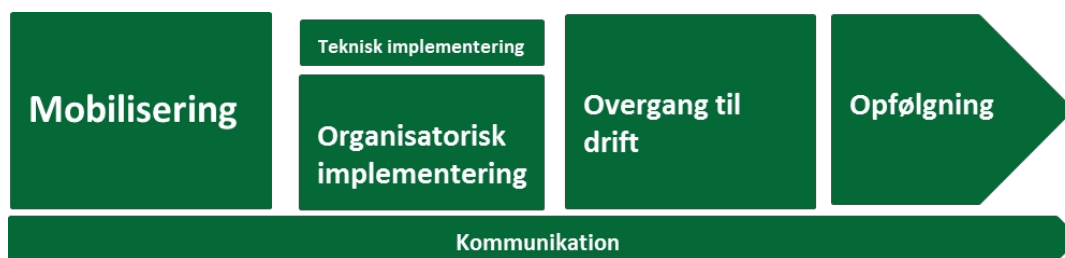 Mobilisering
Teknisk implementering
Organisatorisk
implementering
Overgang til
drift
Opfølgning
Kommunikation